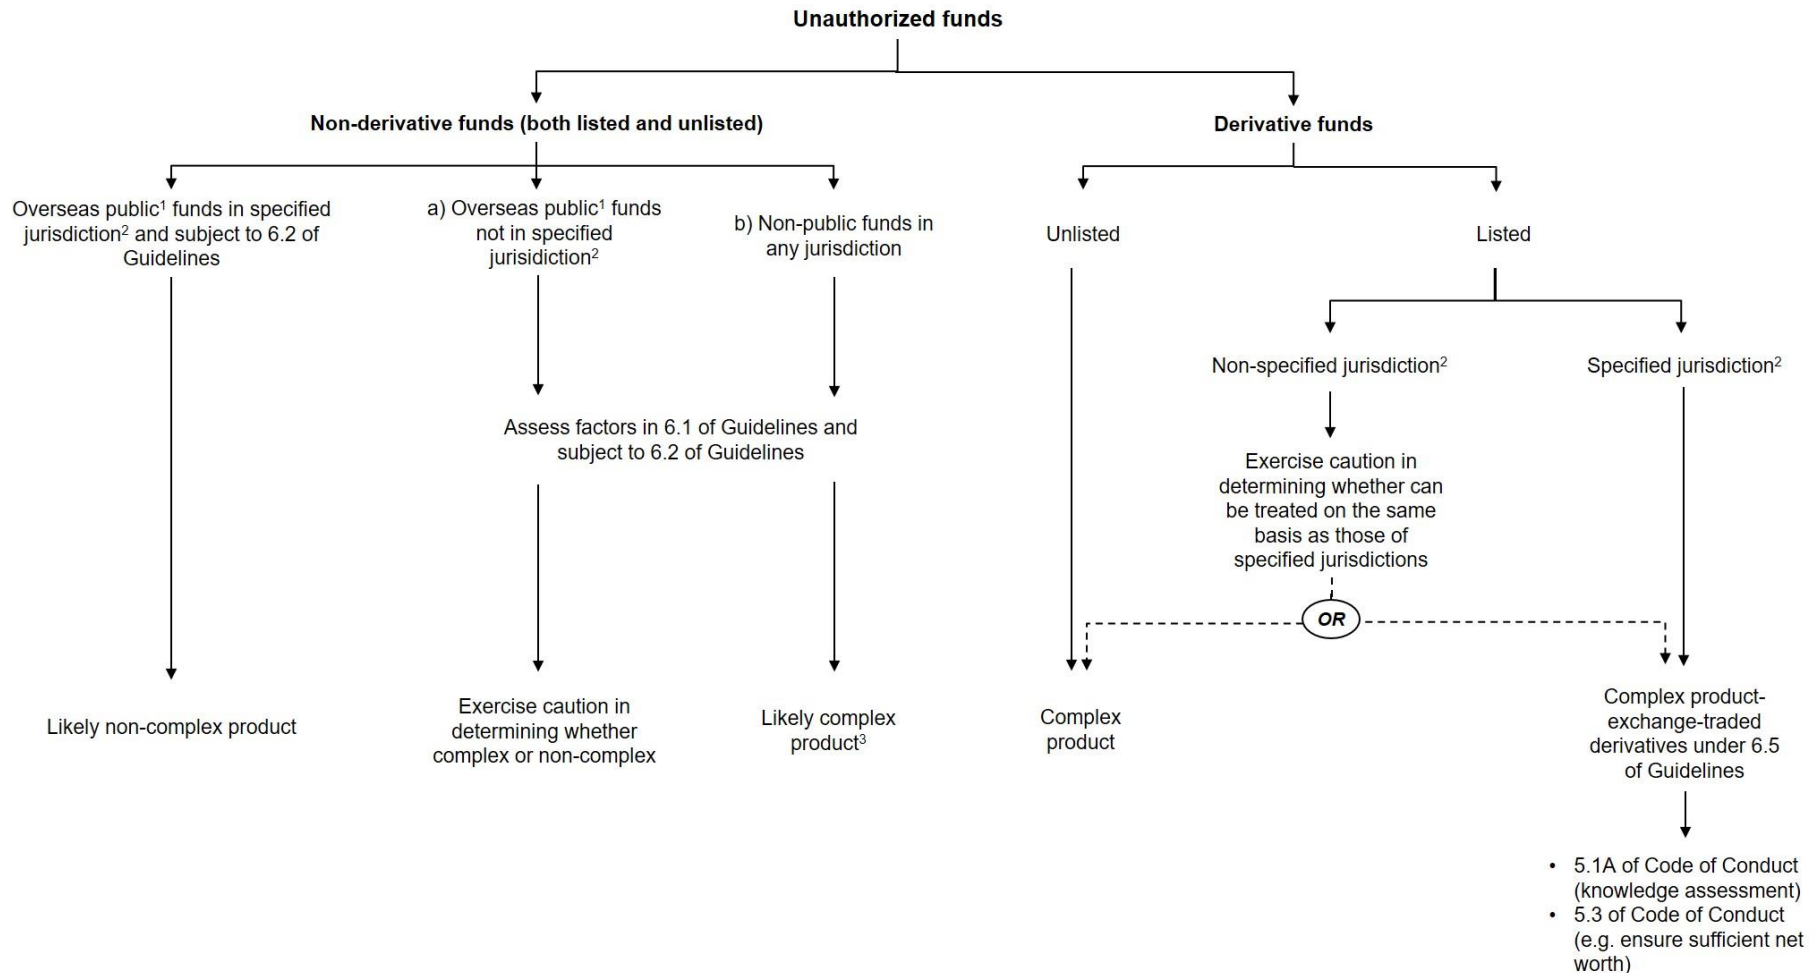 Unauthorized funds
Non-derivative funds (both listed and unlisted)
Derivative funds
Overseas public¹ funds in specified
jurisdiction² and subject to 6.2 of
Guidelines
a) Overseas public¹ funds
not in specified
jurisidiction²
b) Non-public funds in
any jurisdiction
Unlisted
Listed
Non-specified jurisdiction²
Specified jurisdiction²
Assess factors in 6.1 of Guidelines and
subject to 6.2 of Guidelines
Exercise caution in
determining whether can
be treated on the same
basis as those of
specified jurisdictions
OR
Likely non-complex product
Exercise caution in
determining whether
complex or non-complex
Likely complex
product³
Complex
product
Complex product-
exchange-traded
derivatives under 6.5
of Guidelines
• 5.1A of Code of Conduct
(knowledge assessment)
• 5.3 of Code of Conduct
(e.g. ensure sufficient net
worth)